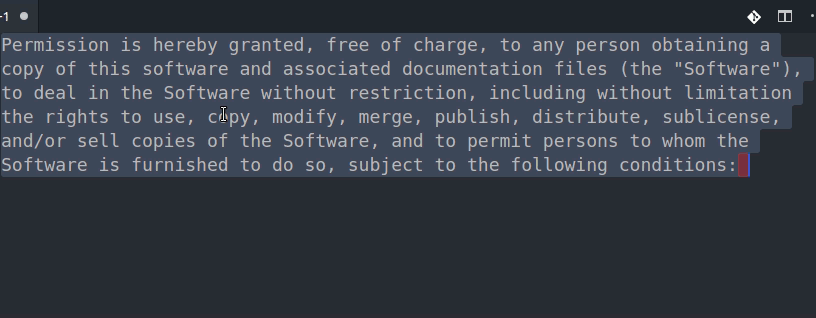 -1
Permission is hereby granted, free of charge, to any person obtaining a
copy of this software and associated documentation files (the "Software"),
to deal in the Software without restriction, including without limitation
the rights to use, copy, modify, merge, publish, distribute, sublicense,
and/or sell copies of the Software, and to permit persons to whom the
Software is furnished to do so, subject to the following conditions: